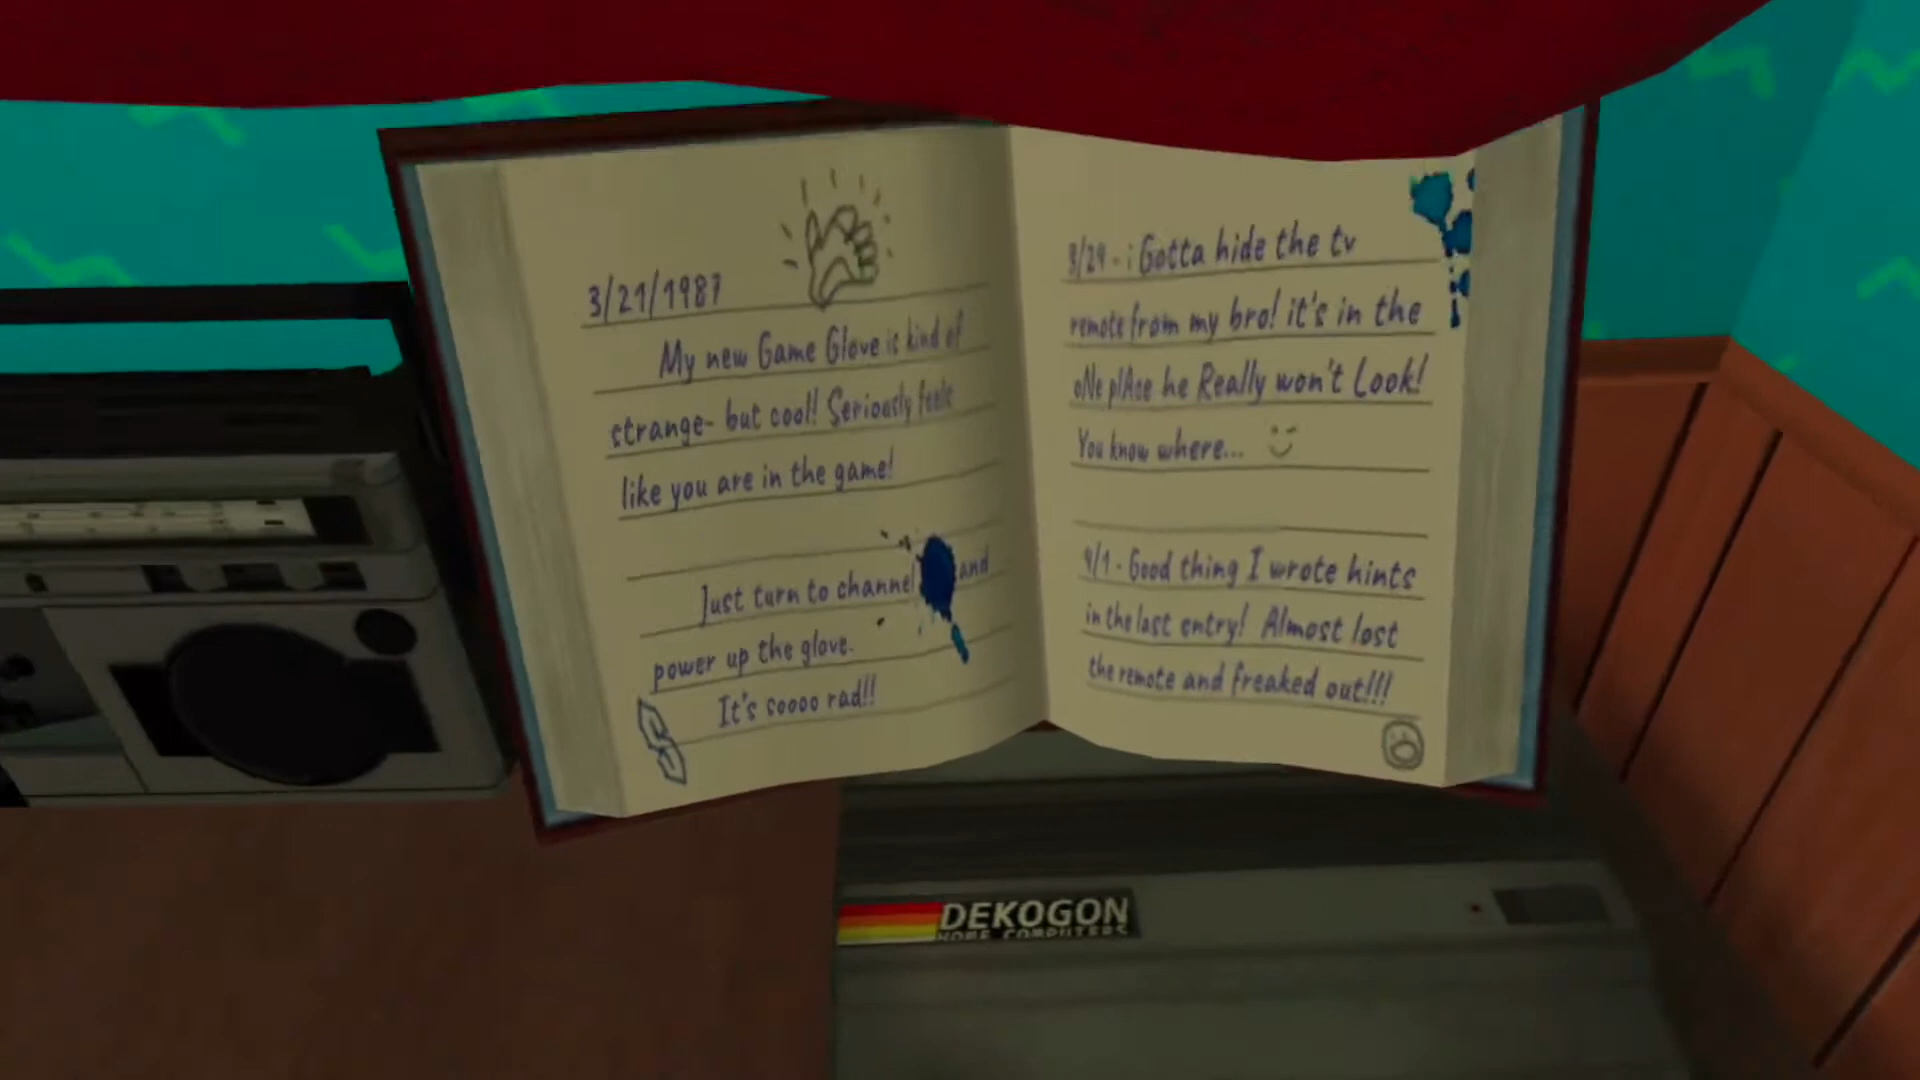 3/21/1987
My new Game Glove is kind of
strange- but cool! Seriously feels
like you are in the game!
Just turn to channel and
power up the glove.
It's soooo rad!!
3/29 - i Gotta hide the tv
remote from my bro! it's in the
oNe plAce he Really won't Look!
You know where...
4/1 - Good thing I wrote hints
in the last entry! Almost lost
the remote and freaked out!!!
DEKOGON
HOME COMPUTERS